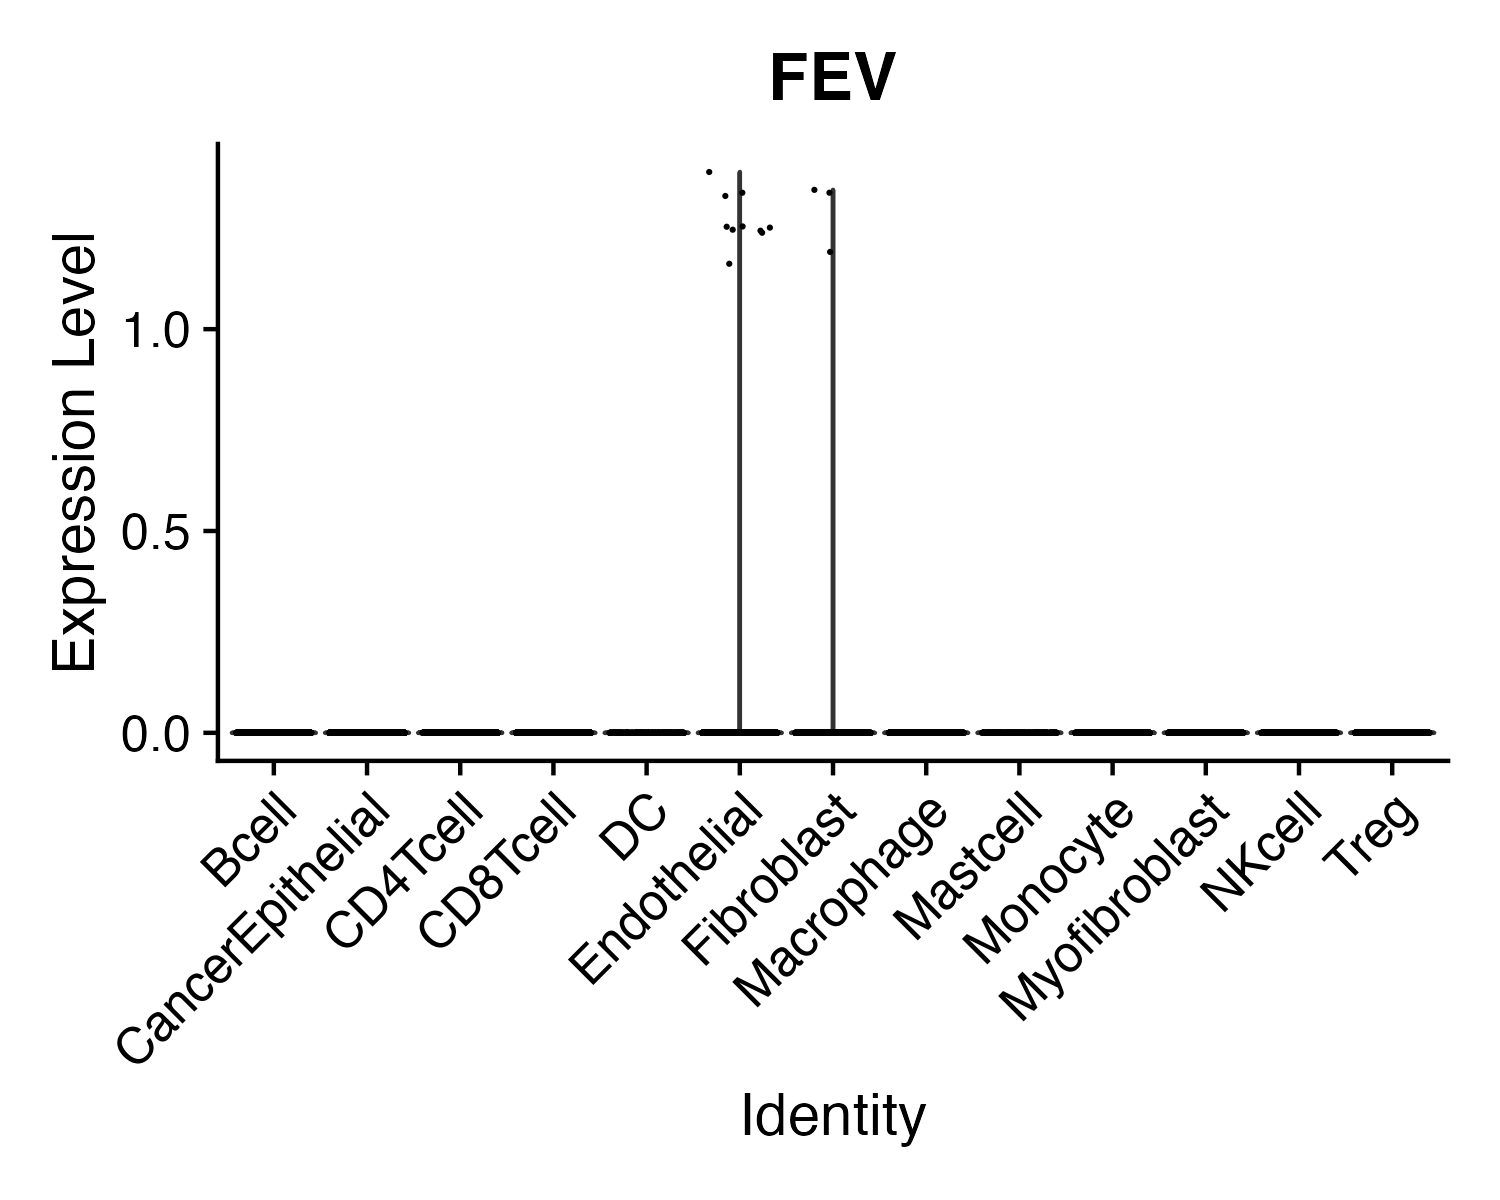 FEV
Expression Level
1.0
0.5
0.0
Bcell
CancerEpithelial
CD4Tcell
CD8Tcell
DC
Endothelial
Fibroblast
Macrophage
Mastcell
Monocyte
Myofibroblast
NKcell
Treg
Identity